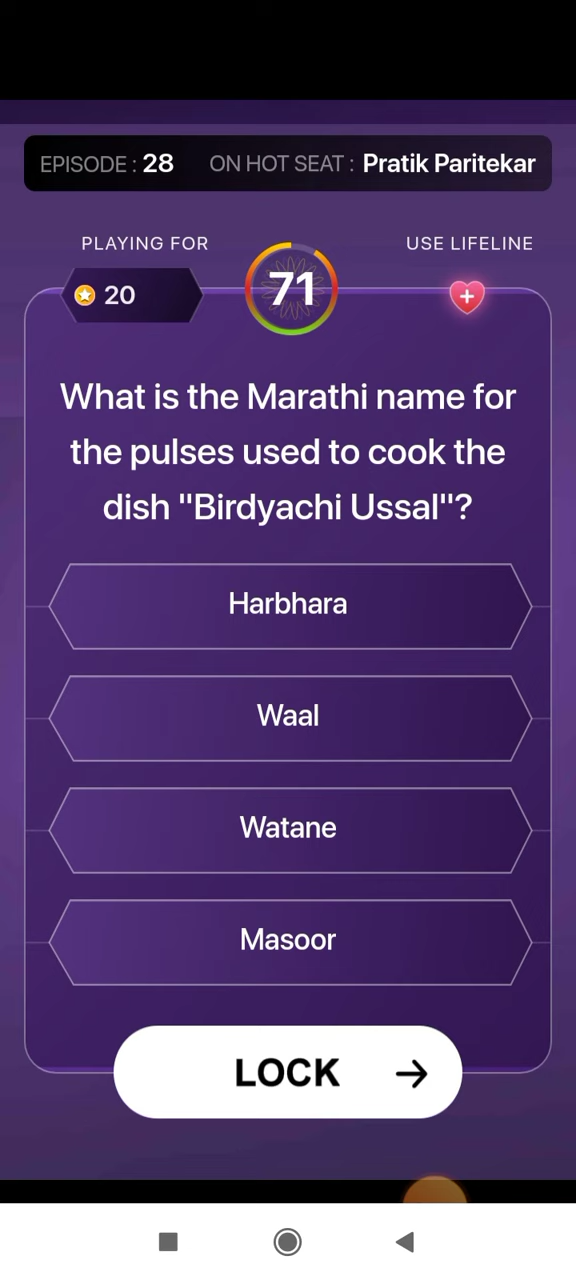 EPISODE : 28 ON HOT SEAT : Pratik Paritekar
PLAYING FOR
USE LIFELINE
20
71
What is the Marathi name for
the pulses used to cook the
dish "Birdyachi Ussal"?
Harbhara
Waal
Watane
Masoor
LOCK